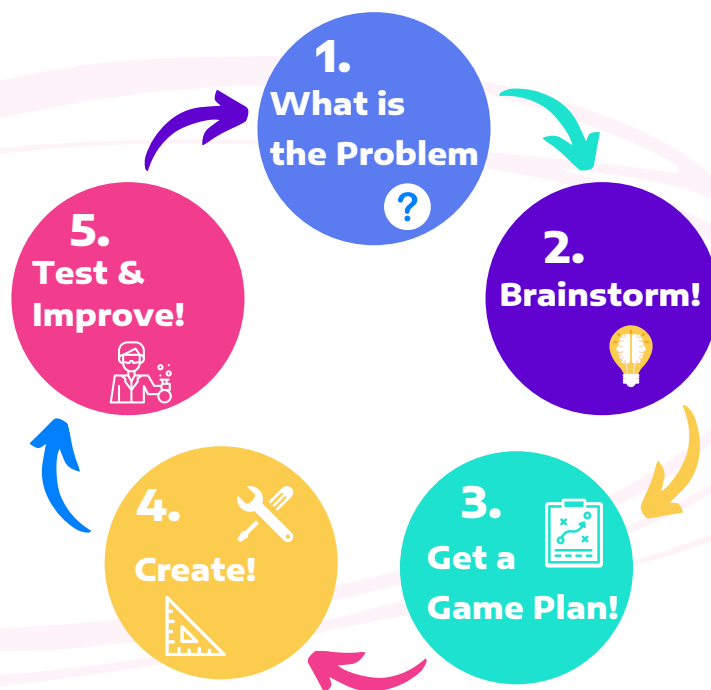 1.
What is
the Problem
?
2.
Brainstorm!
3.
Get a
Game Plan!
4.
Create!
5.
Test &
Improve!